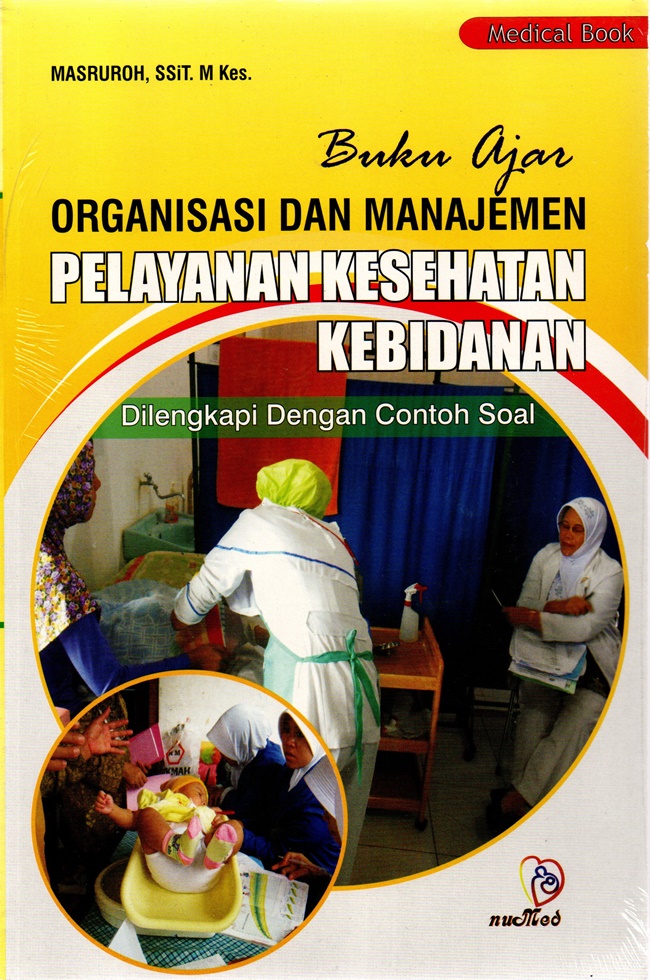 Medical Book
MASRUROH, SSiT. M Kes.
Buku Ajar
ORGANISASI DAN MANAJEMEN
PELAYANAN KESEHATAN
KEBIDANAN
Dilengkapi Dengan Contoh Soal
nuMed